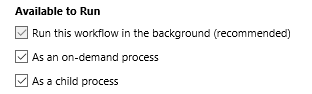 Available to Run
Run this workflow in the background (recommended)
As an on-demand process
As a child process